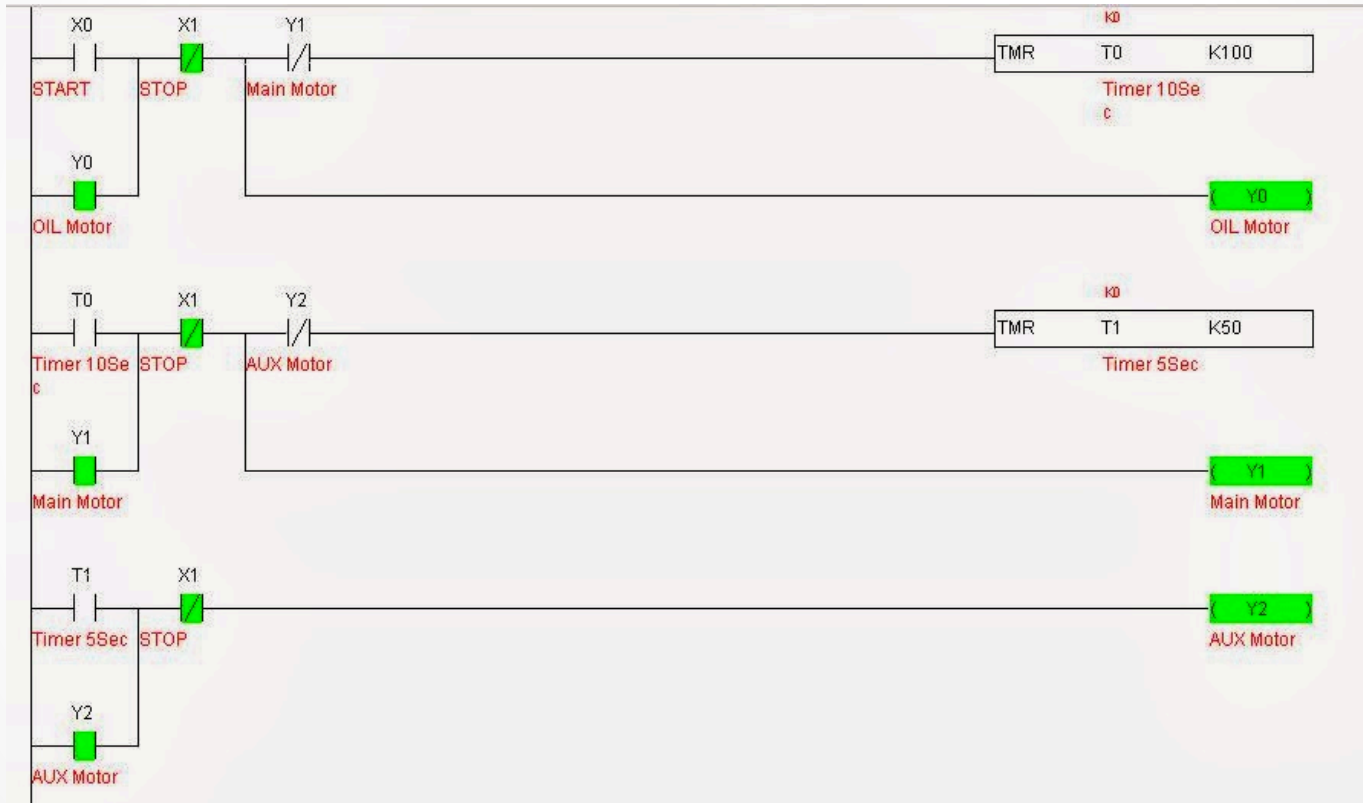 X0 X1 Y1 K0
TMR T0 K100
START STOP Main Motor Timer 10Se
c
Y0
Y0
OIL Motor OIL Motor
T0 X1 Y2 K0
TMR T1 K50
Timer 10Se STOP AUX Motor Timer 5Sec
c
Y1
Y1
Main Motor Main Motor
T1 X1
Y2
Timer 5Sec STOP AUX Motor
Y2
AUX Motor